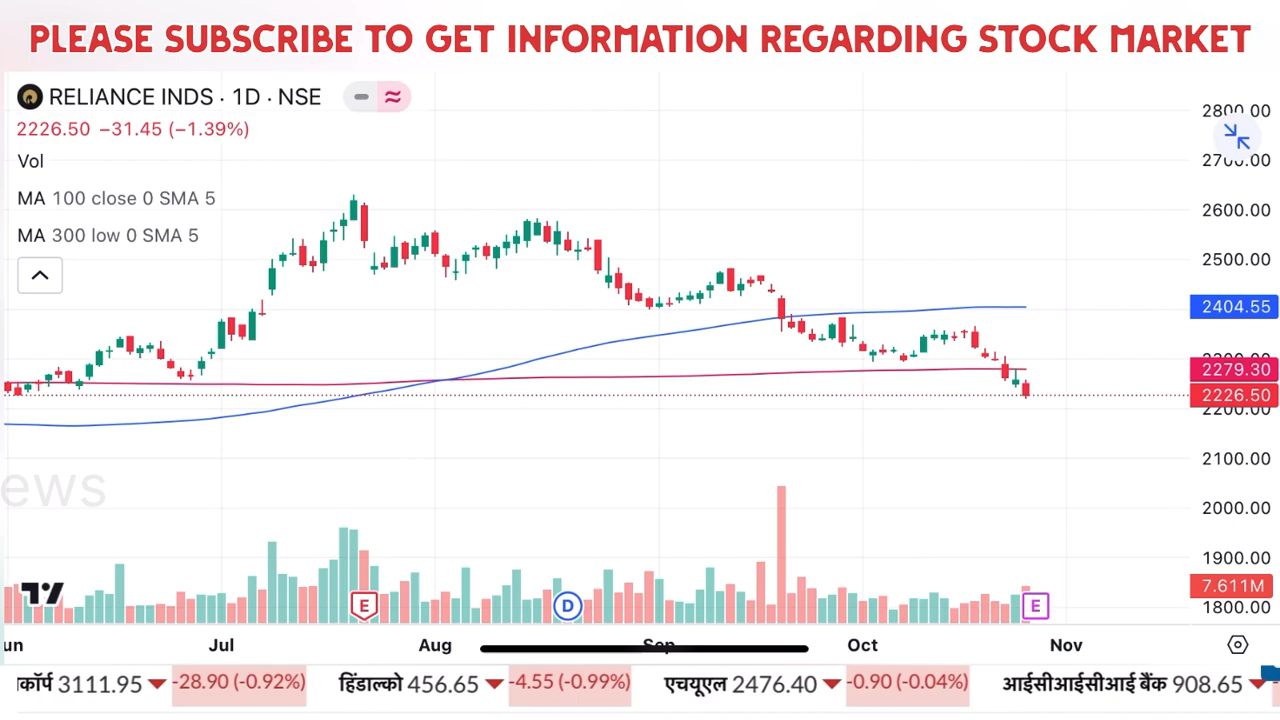 PLEASE SUBSCRIBE TO GET INFORMATION REGARDING STOCK MARKET
RELIANCE INDS · 1D · NSE
2226.50 −31.45 (−1.39%)
Vol
MA 100 close 0 SMA 5
MA 300 low 0 SMA 5
2800.00
2700.00
2600.00
2500.00
2404.55
2300.00
2279.30
2226.50
2200.00
2100.00
2000.00
1900.00
7.611M
1800.00
ews
E
D
E
un Jul Aug Sep Oct Nov
कॉर्प 3111.95 -28.90 (-0.92%) हिंडाल्को 456.65 -4.55 (-0.99%) एचयूएल 2476.40 -0.90 (-0.04%) आईसीआईसीआई बैंक 908.65